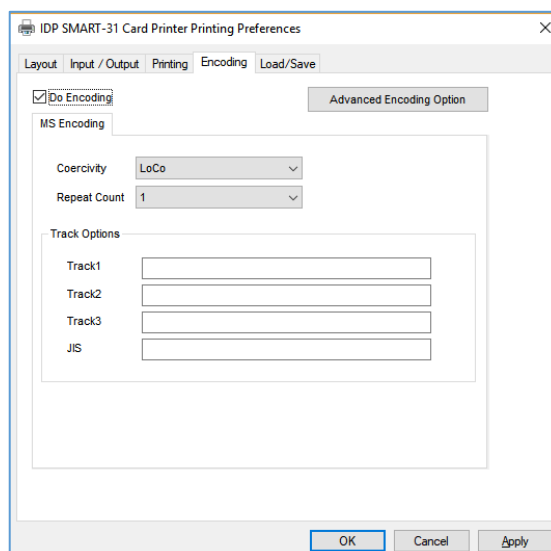 IDP SMART-31 Card Printer Printing Preferences
Layout Input / Output Printing Encoding Load/Save
Do Encoding Advanced Encoding Option
MS Encoding
Coercivity LoCo
Repeat Count 1
Track Options
Track1
Track2
Track3
JIS
OK Cancel Apply